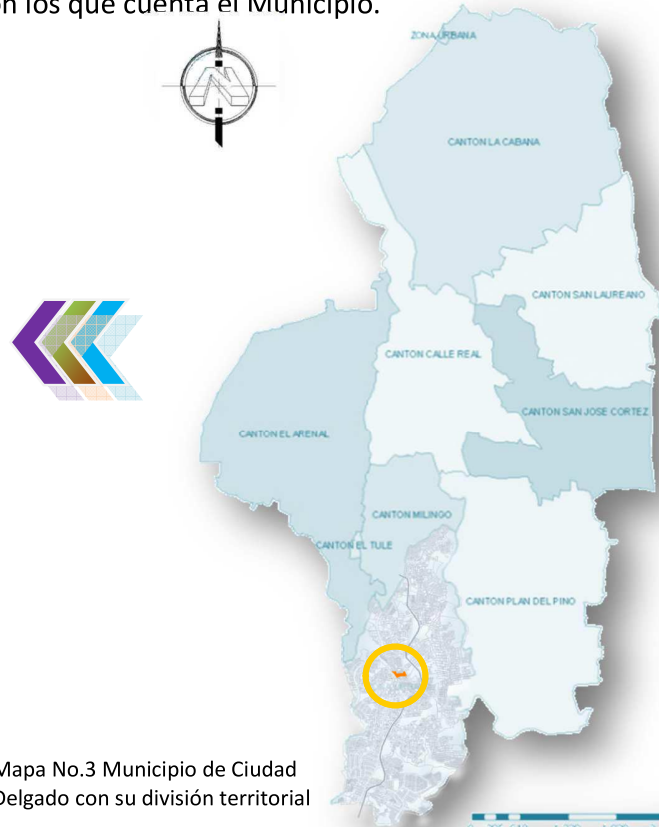 on los que cuenta el Municipio.
ZONA URBANA
CANTON LA CABANA
CANTON SAN LAUREANO
CANTON CALLE REAL
CANTON SAN JOSE CORTEZ
CANTON EL ARENAL
CANTON MILINGO
CANTON EL TULE
CANTON PLAN DEL PINO
Mapa No.3 Municipio de Ciudad
Delgado con su división territorial